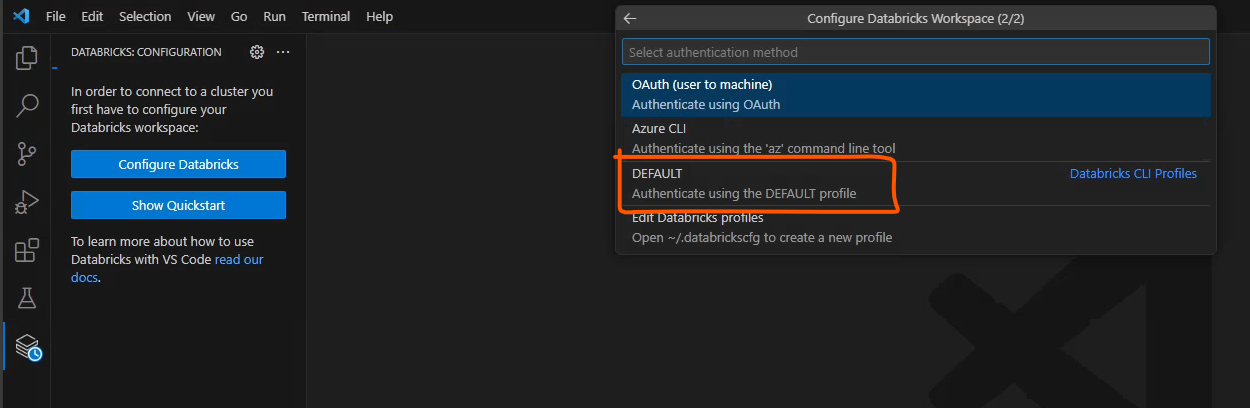 File Edit Selection View Go Run Terminal Help
DATABRICKS: CONFIGURATION
In order to connect to a cluster you
first have to configure your
Databricks workspace:
Configure Databricks
Show Quickstart
To learn more about how to use
Databricks with VS Code read our
docs.
Configure Databricks Workspace (2/2)
Select authentication method
OAuth (user to machine)
Authenticate using OAuth
Azure CLI
Authenticate using the 'az' command line tool
DEFAULT Databricks CLI Profiles
Authenticate using the DEFAULT profile
Edit Databricks profiles
Open ~/.databrickscfg to create a new profile